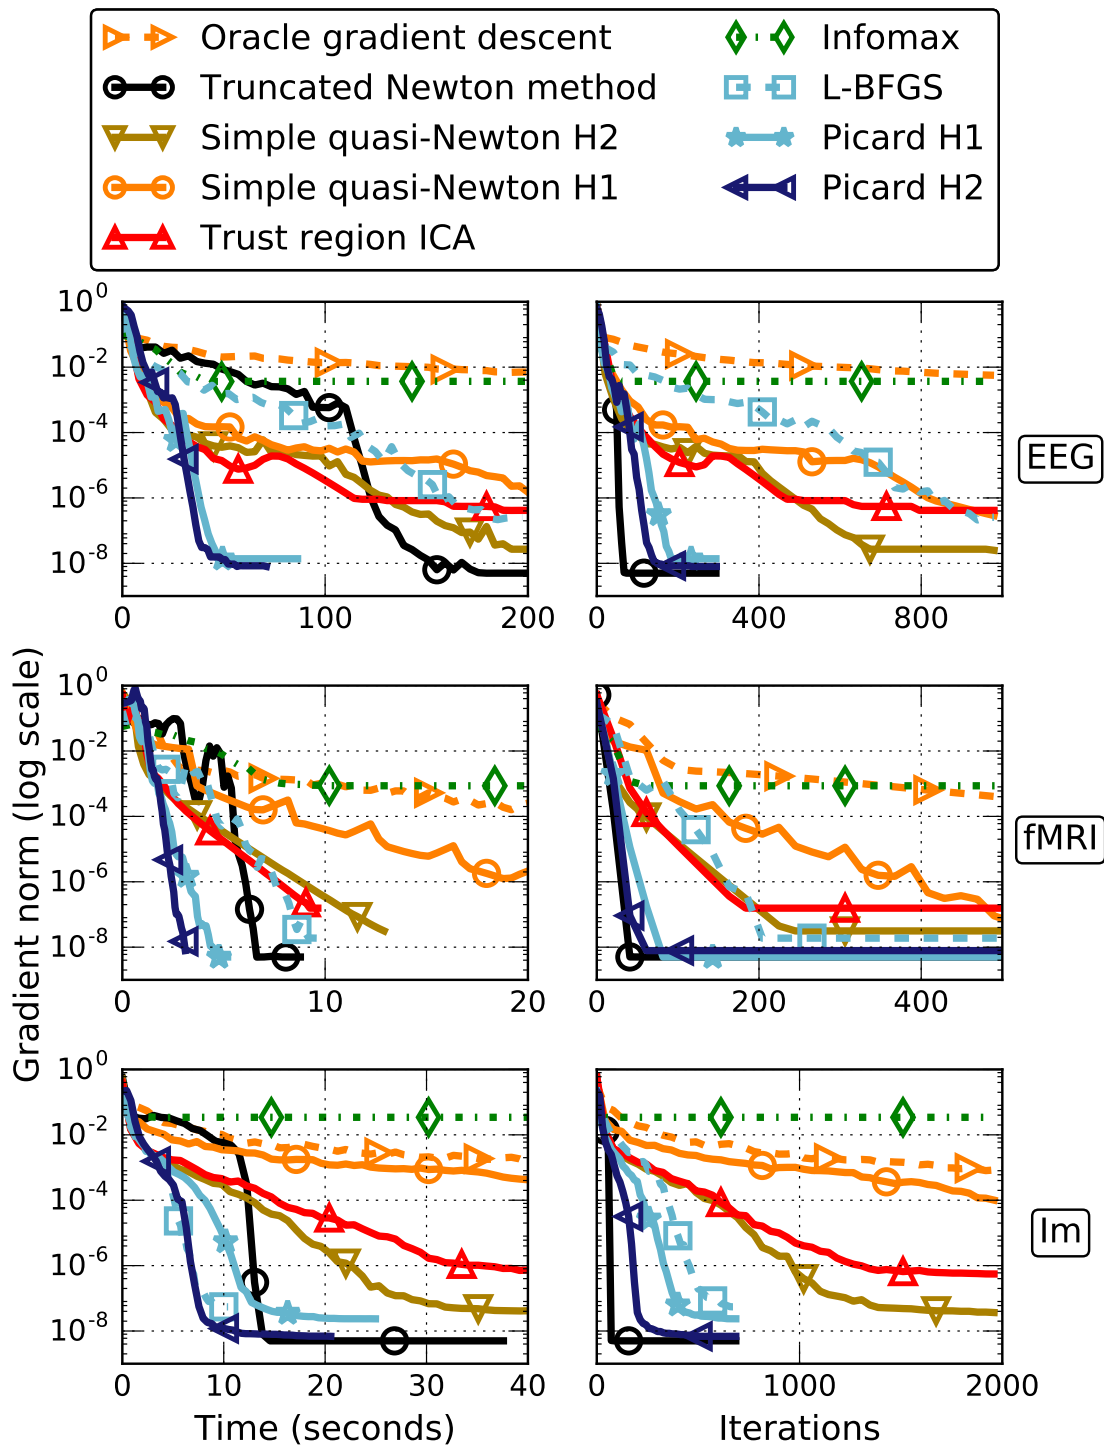 Oracle gradient descent
Truncated Newton method
Simple quasi-Newton H2
Simple quasi-Newton H1
Trust region ICA
Infomax
L-BFGS
Picard H1
Picard H2
Gradient norm (log scale)
10^0
10^-2
10^-4
10^-6
10^-8
0 100 200
0 400 800
EEG
10^0
10^-2
10^-4
10^-6
10^-8
0 10 20
0 200 400
fMRI
10^0
10^-2
10^-4
10^-6
10^-8
0 10 20 30 40
0 1000 2000
Im
Time (seconds)
Iterations